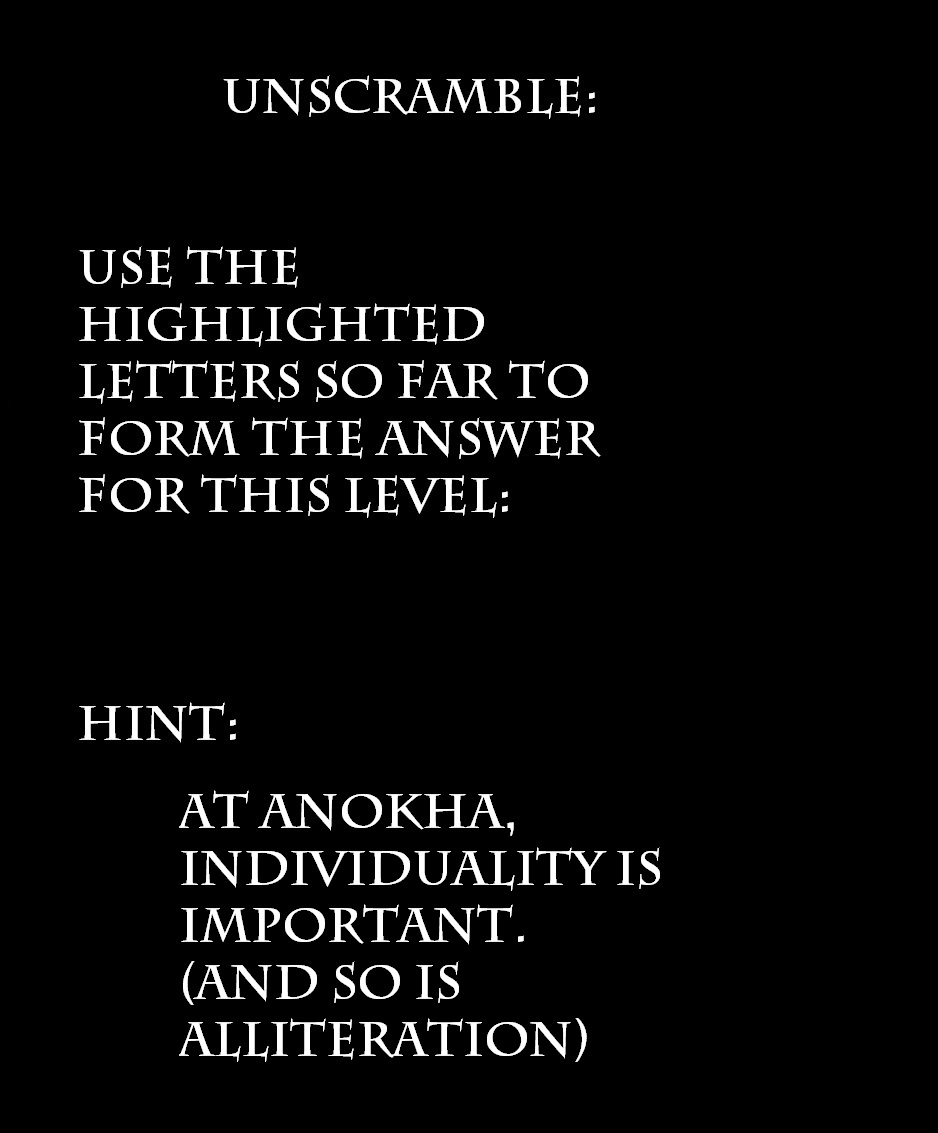 UNSCRAMBLE:
USE THE
HIGHLIGHTED
LETTERS SO FAR TO
FORM THE ANSWER
FOR THIS LEVEL:
HINT:
AT ANOKHA,
INDIVIDUALITY IS
IMPORTANT.
(AND SO IS
ALLITERATION)